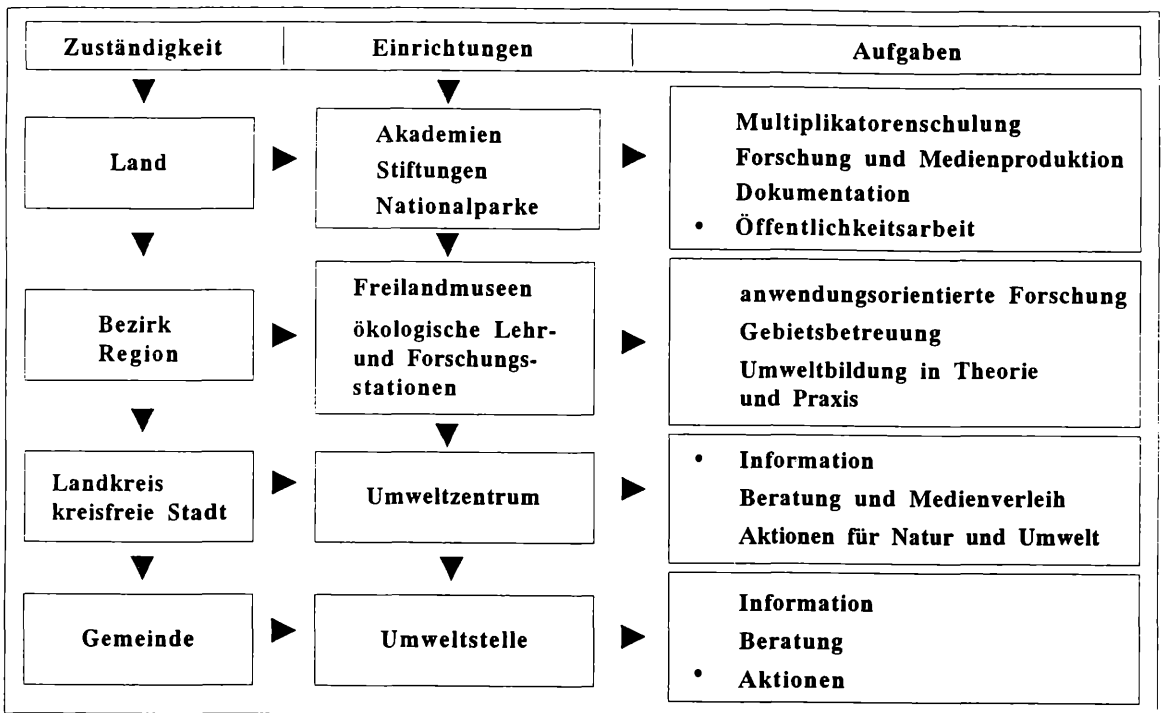 Zuständigkeit
Einrichtungen
Aufgaben
Land
Akademien
Stiftungen
Nationalparke
Multiplikatorenschulung
Forschung und Medienproduktion
Dokumentation
• Öffentlichkeitsarbeit
Bezirk
Region
Freilandmuseen
ökologische Lehr-
und Forschungs-
stationen
anwendungsorientierte Forschung
Gebietsbetreuung
Umweltbildung in Theorie
und Praxis
Landkreis
kreisfreie Stadt
Umweltzentrum
• Information
Beratung und Medienverleih
Aktionen für Natur und Umwelt
Gemeinde
Umweltstelle
Information
Beratung
• Aktionen